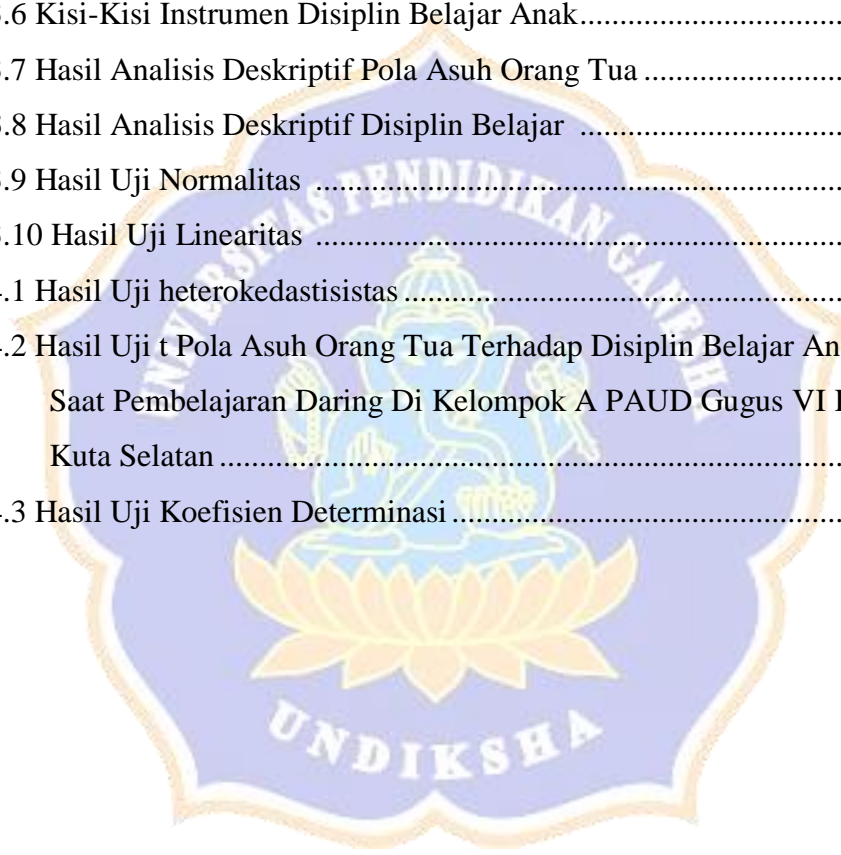 .6 Kisi-Kisi Instrumen Disiplin Belajar Anak................................
.7 Hasil Analisis Deskriptif Pola Asuh Orang Tua ........................
.8 Hasil Analisis Deskriptif Disiplin Belajar ................................
.9 Hasil Uji Normalitas ................................................................
.10 Hasil Uji Linearitas ................................................................
.1 Hasil Uji heterokedastisistas ....................................................
.2 Hasil Uji t Pola Asuh Orang Tua Terhadap Disiplin Belajar An
Saat Pembelajaran Daring Di Kelompok A PAUD Gugus VI
Kuta Selatan ..............................................................................
.3 Hasil Uji Koefisien Determinasi ................................................
UNIVERSITAS PENDIDIKAN GANESHA
UNDIKSHA